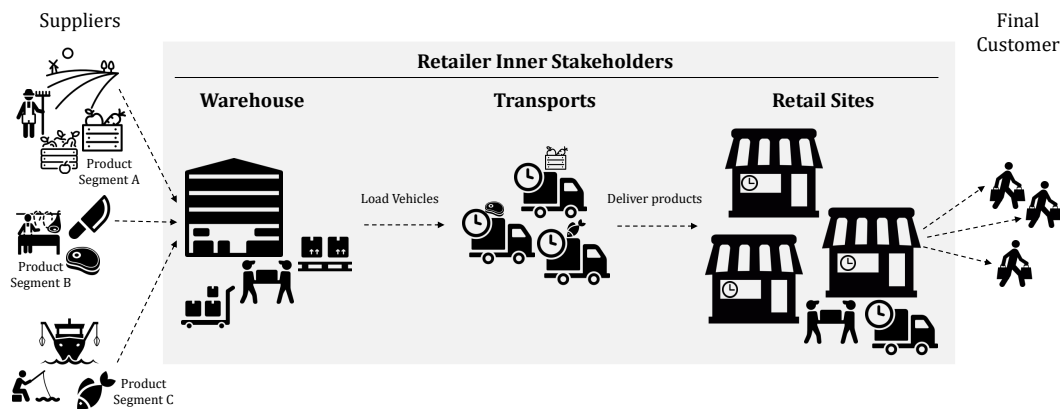 Suppliers
Final
Customer
Retailer Inner Stakeholders
Warehouse
Transports
Retail Sites
Product
Segment A
Load Vehicles
Deliver products
Product
Segment B
Product
Segment C